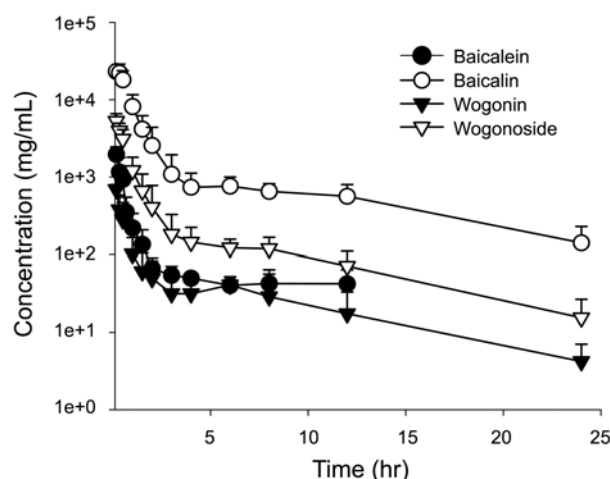 1e+5
1e+4
1e+3
1e+2
1e+1
1e+0
Concentration (mg/mL)
Baicalein
Baicalin
Wogonin
Wogonoside
5 10 15 20 25
Time (hr)